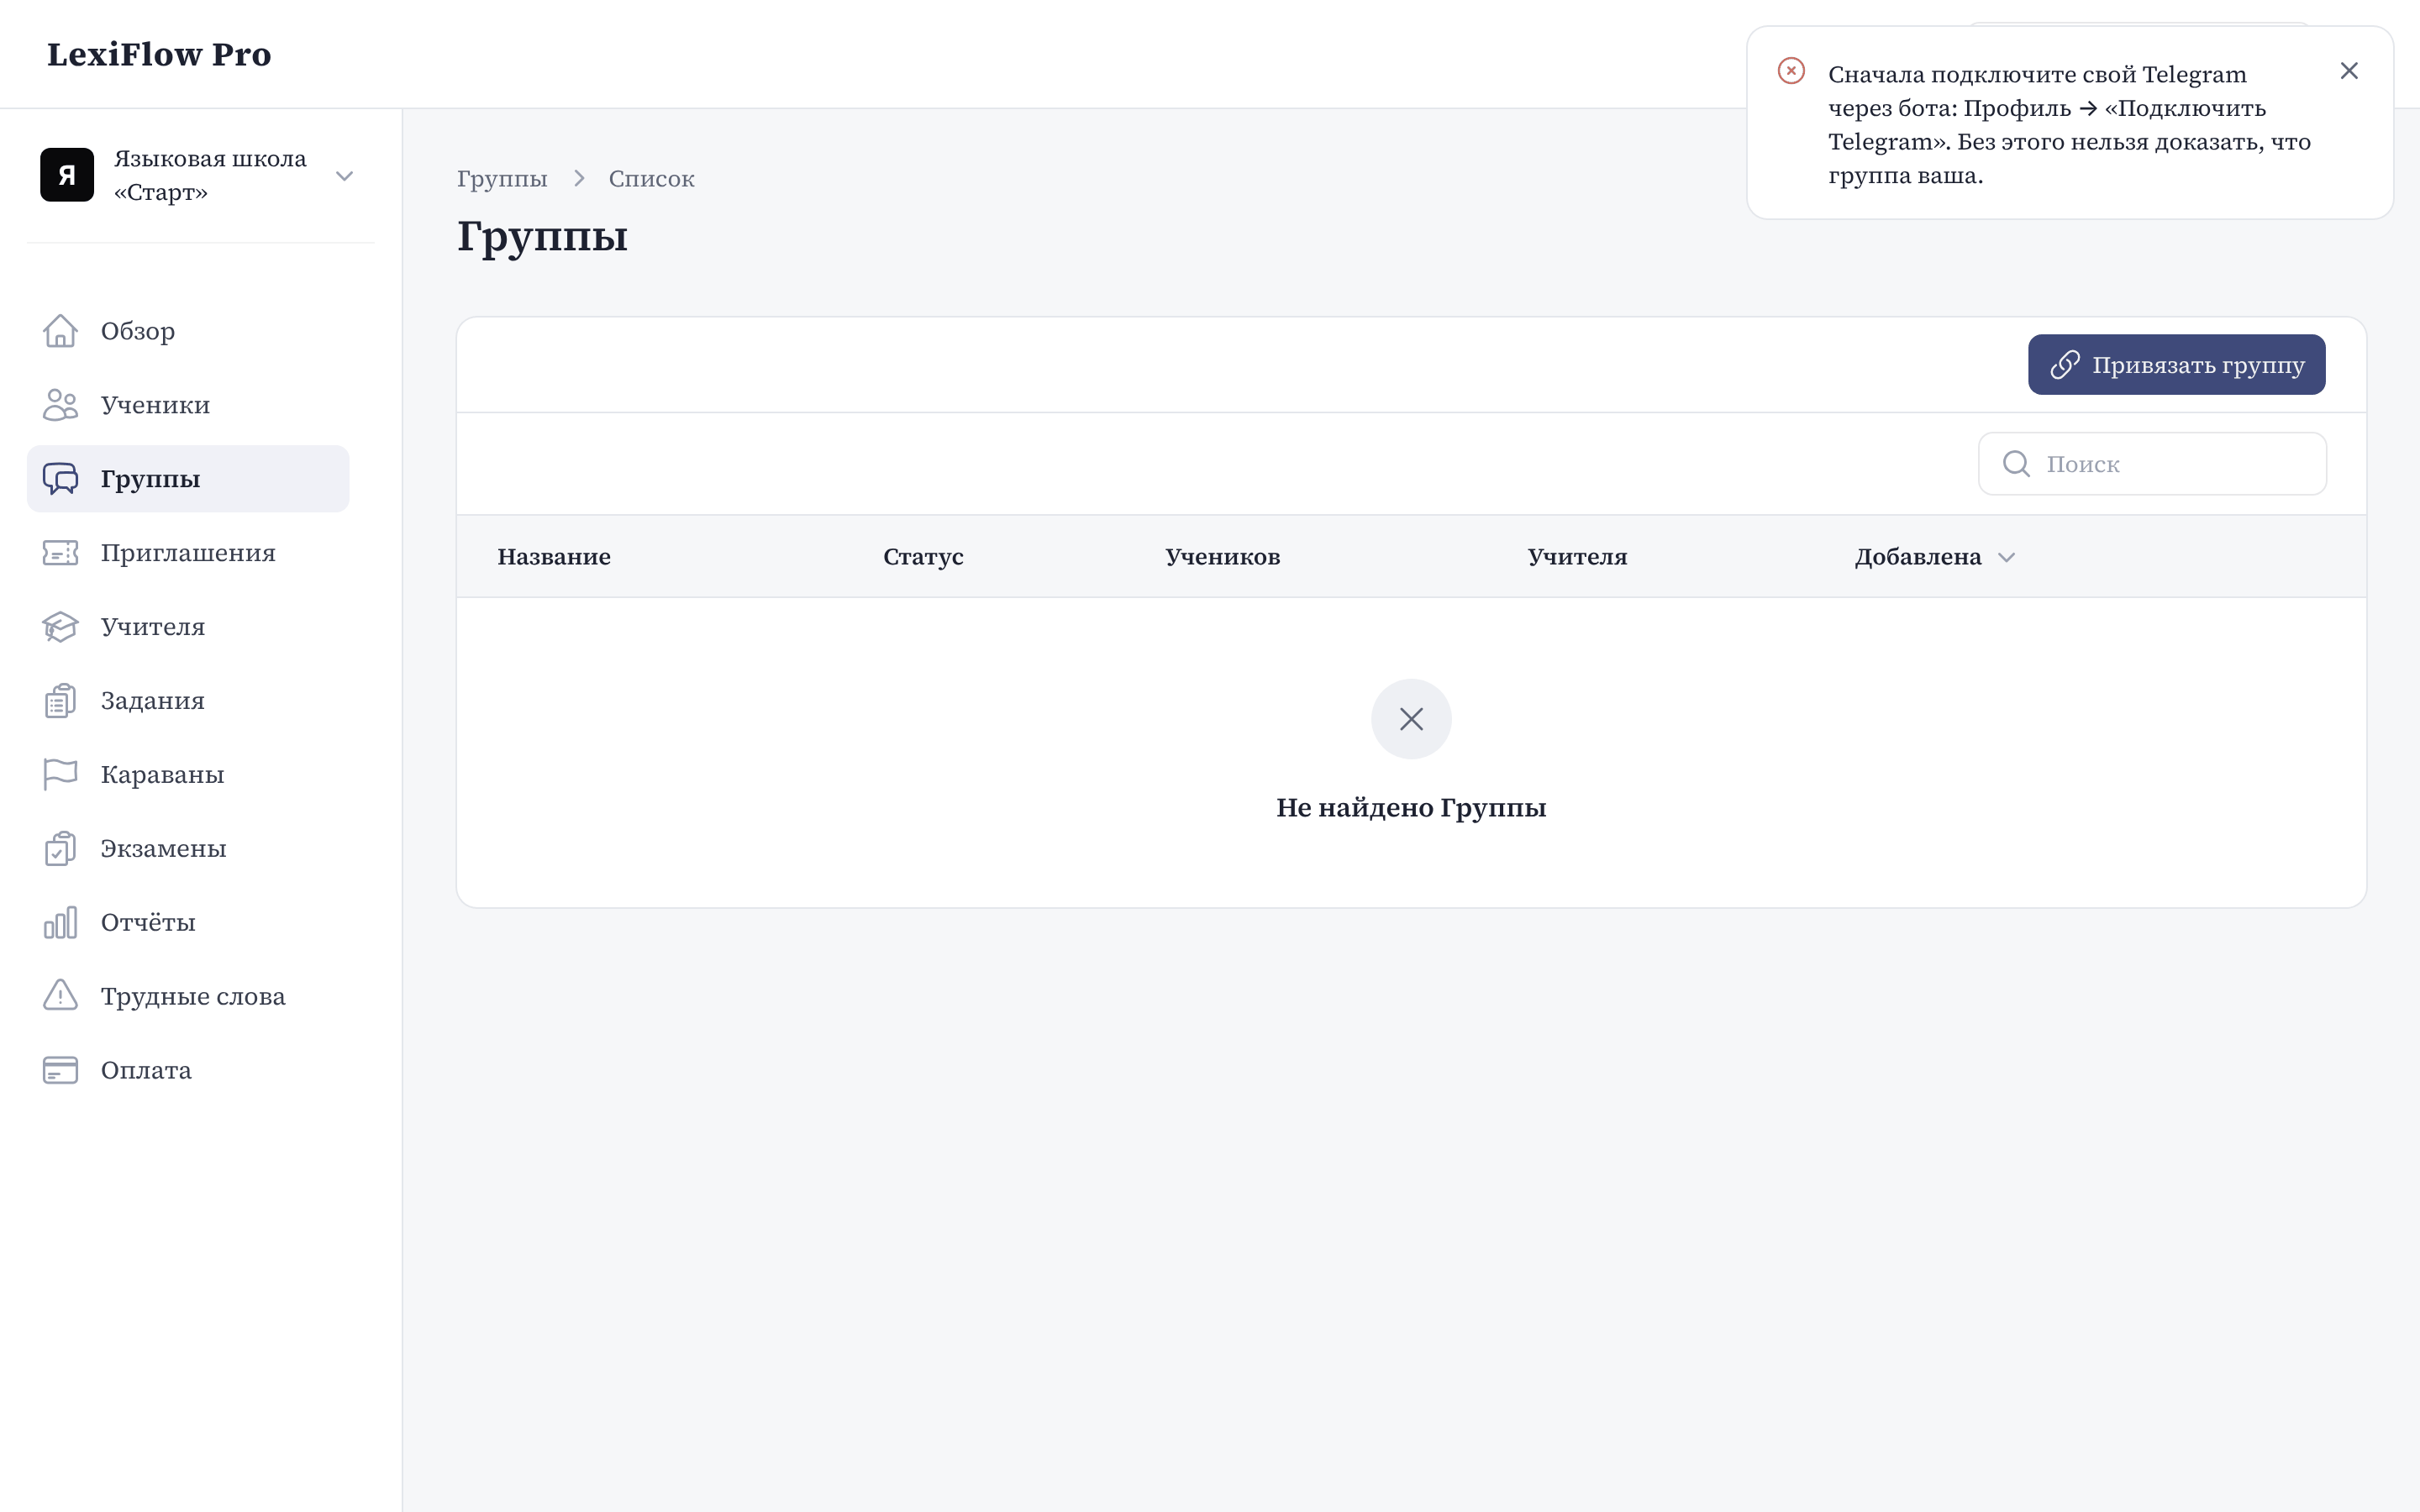 LexiFlow Pro
Сначала подключите свой Telegram
через бота: Профиль → «Подключить
Telegram». Без этого нельзя доказать, что
группа ваша.
Я
Языковая школа
«Старт»
Обзор
Ученики
Группы
Приглашения
Учителя
Задания
Караваны
Экзамены
Отчёты
Трудные слова
Оплата
Группы > Список
Группы
Привязать группу
Поиск
Название Статус Учеников Учителя Добавлена
Не найдено Группы